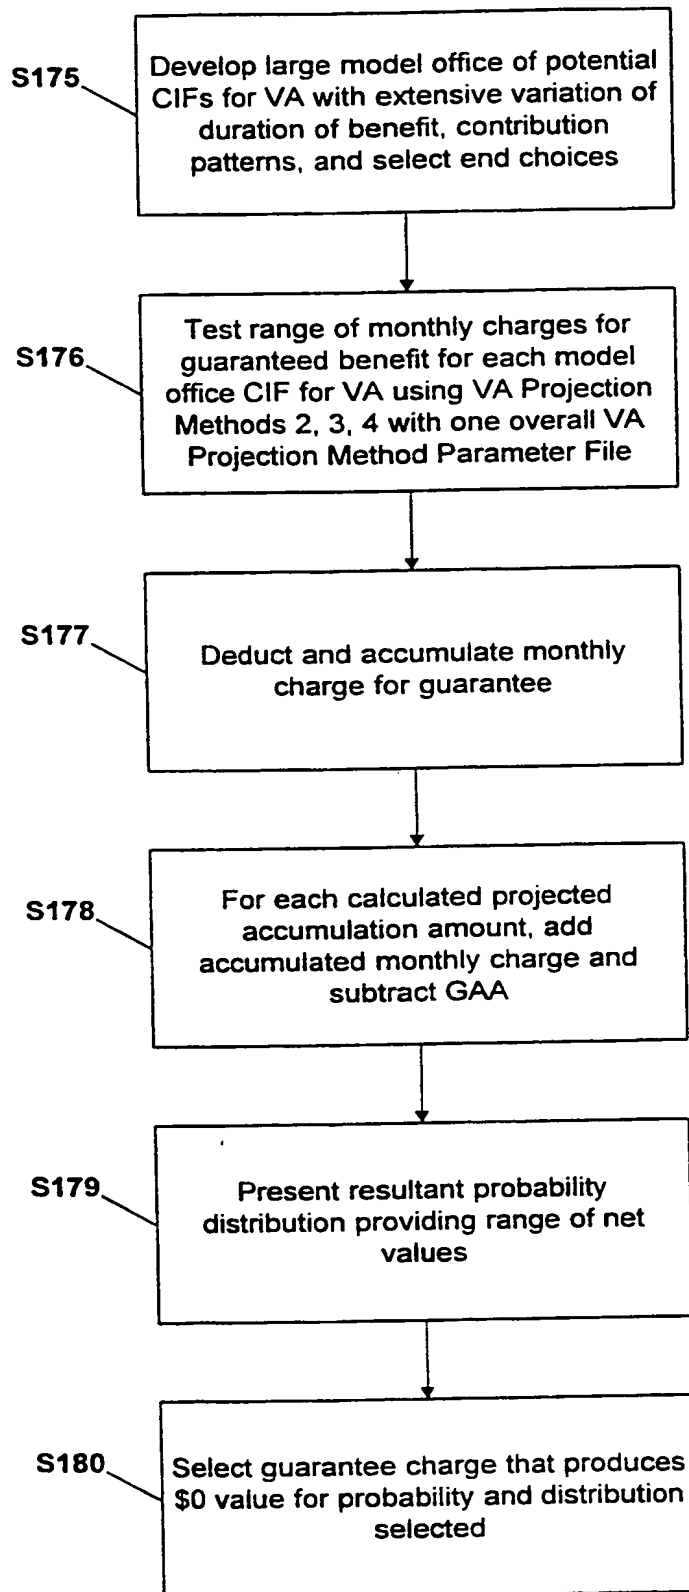 S175
Develop large model office of potential
CIFs for VA with extensive variation of
duration of benefit, contribution
patterns, and select end choices
S176
Test range of monthly charges for
guaranteed benefit for each model
office CIF for VA using VA Projection
Methods 2, 3, 4 with one overall VA
Projection Method Parameter File
S177
Deduct and accumulate monthly
charge for guarantee
S178
For each calculated projected
accumulation amount, add
accumulated monthly charge and
subtract GAA
S179
Present resultant probability
distribution providing range of net
values
S180
Select guarantee charge that produces
$0 value for probability and distribution
selected